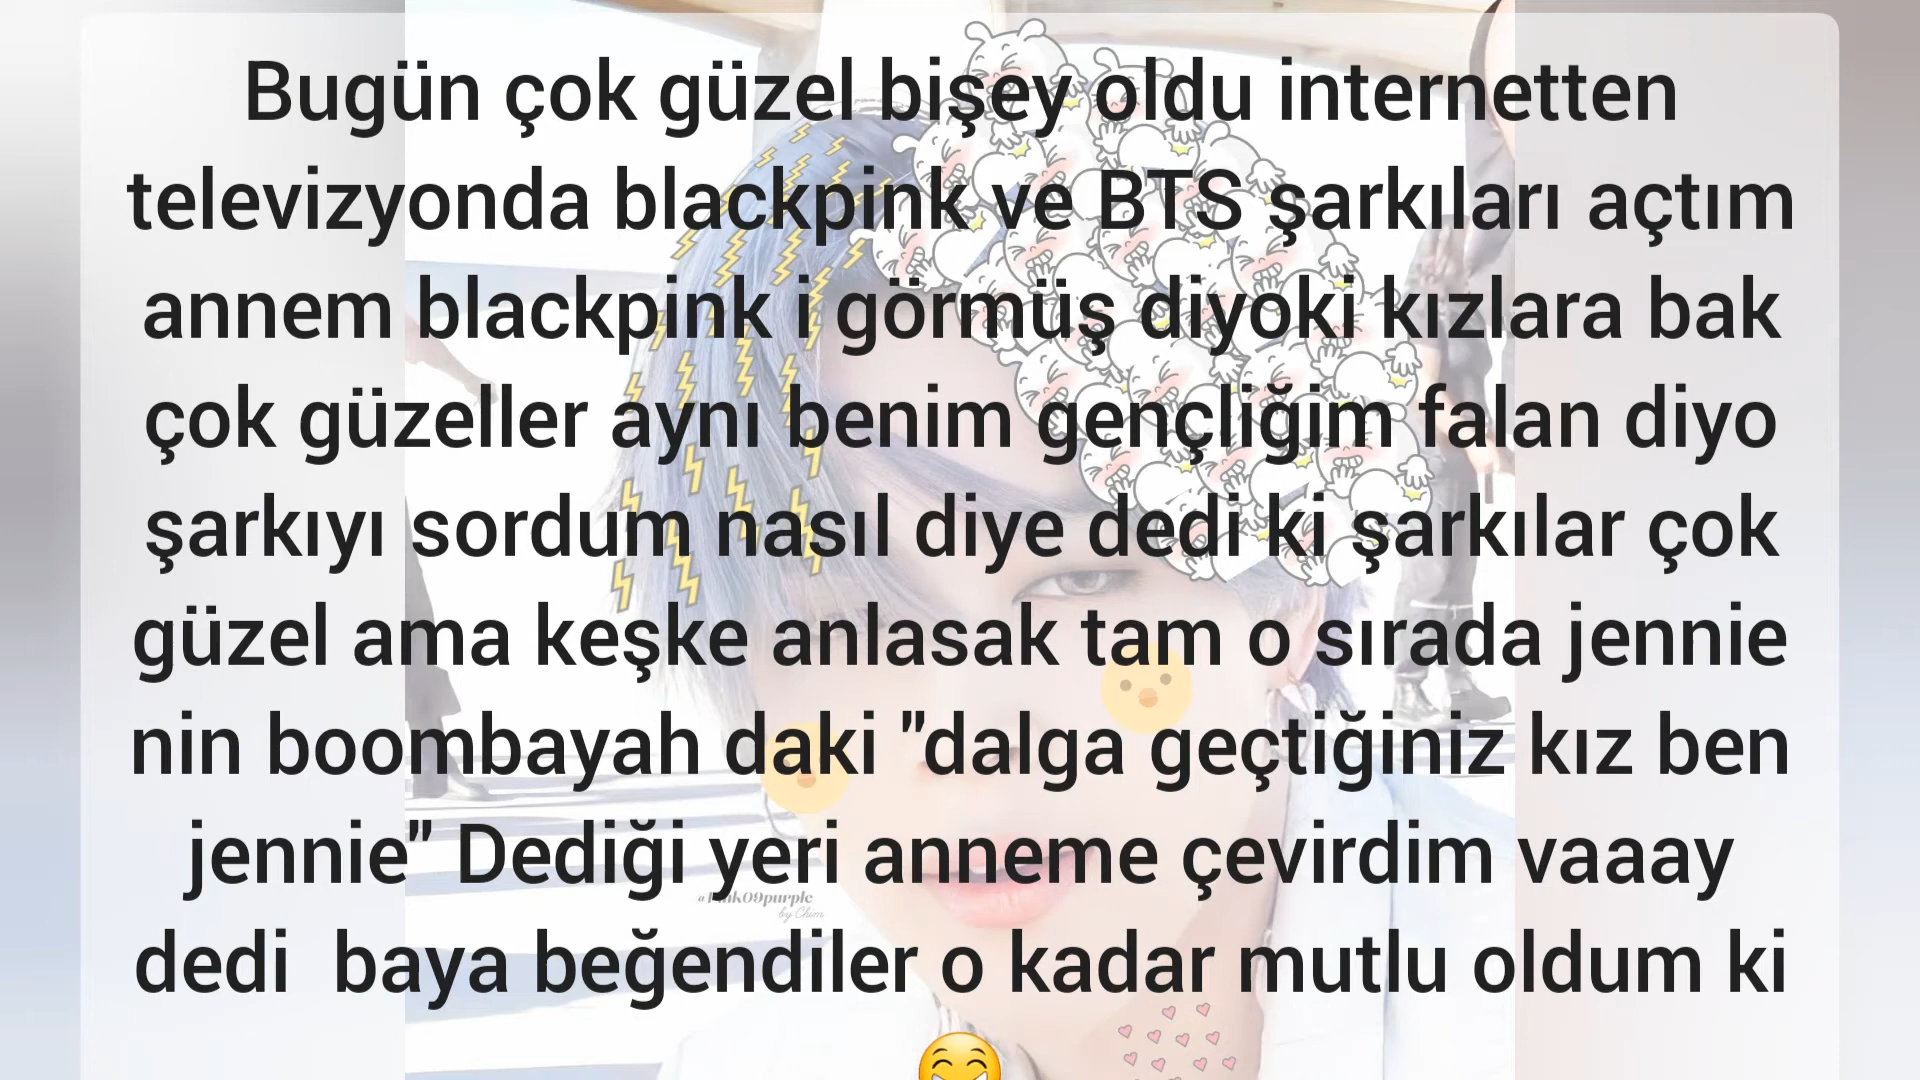 Bugün çok güzel bişey oldu internetten
televizyonda blackpink ve BTS şarkıları açtım
annem blackpink i görmüş diyoki kızlara bak
çok güzeller aynı benim gençliğim falan diyo
şarkıyı sordum nasıl diye dedi ki şarkılar çok
güzel ama keşke anlasak tam o sırada jennie
nin boombayah daki "dalga geçtiğiniz kız ben
jennie" Dediği yeri anneme çevirdim vaaay
dedi  baya beğendiler o kadar mutlu oldum ki
by Chim